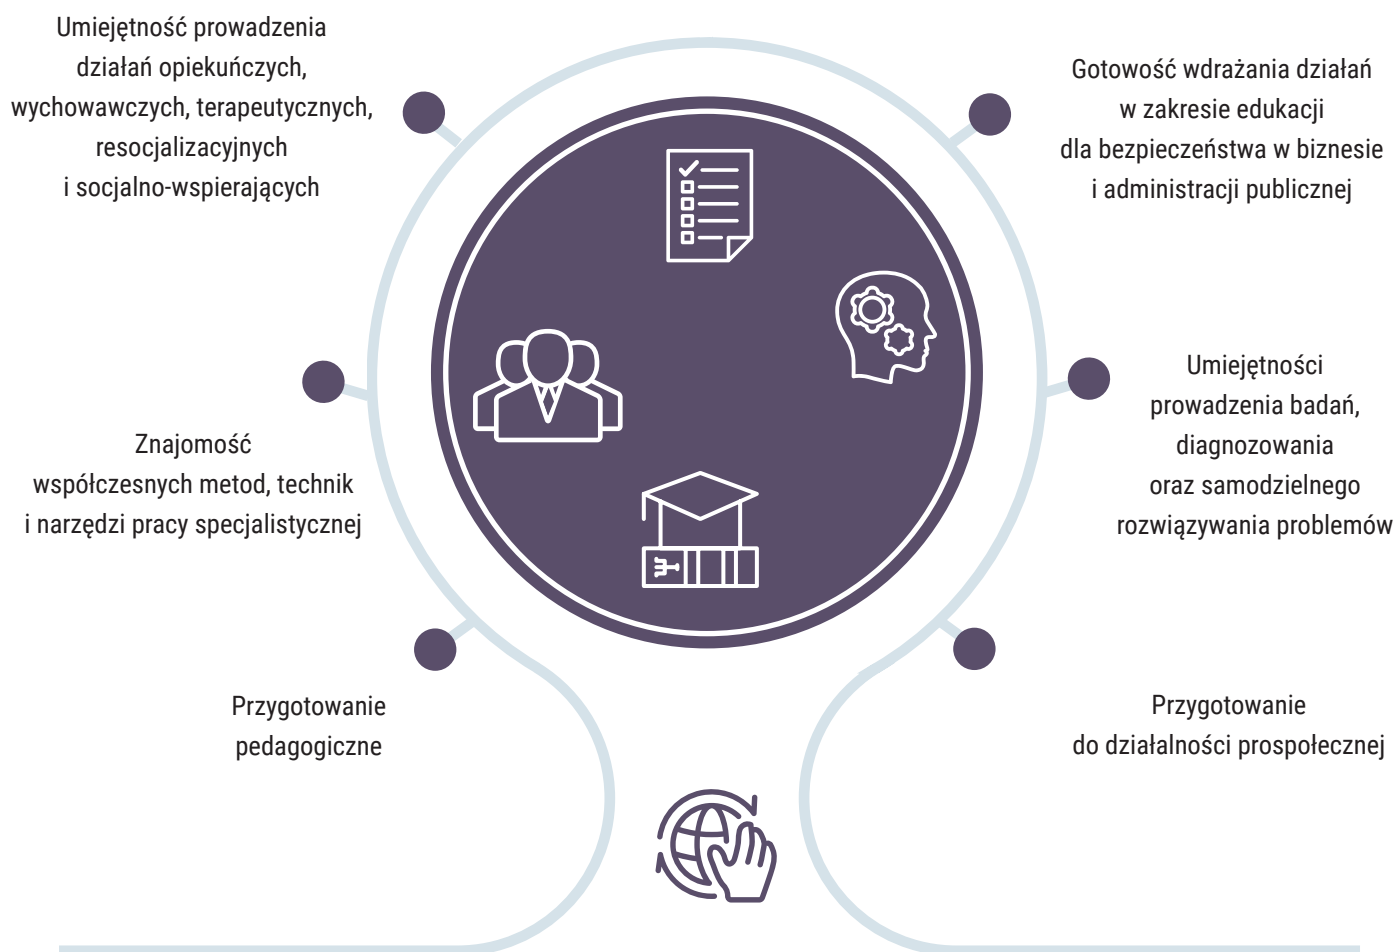 Umiejętność prowadzenia
działań opiekuńczych,
wychowawczych, terapeutycznych,
resocjalizacyjnych
i socjalno-wspierających
Gotowość wdrażania działań
w zakresie edukacji
dla bezpieczeństwa w biznesie
i administracji publicznej
Znajomość
współczesnych metod, technik
i narzędzi pracy specjalistycznej
Umiejętności
prowadzenia badań,
diagnozowania
oraz samodzielnego
rozwiązywania problemów
Przygotowanie
pedagogiczne
Przygotowanie
do działalności prospołecznej